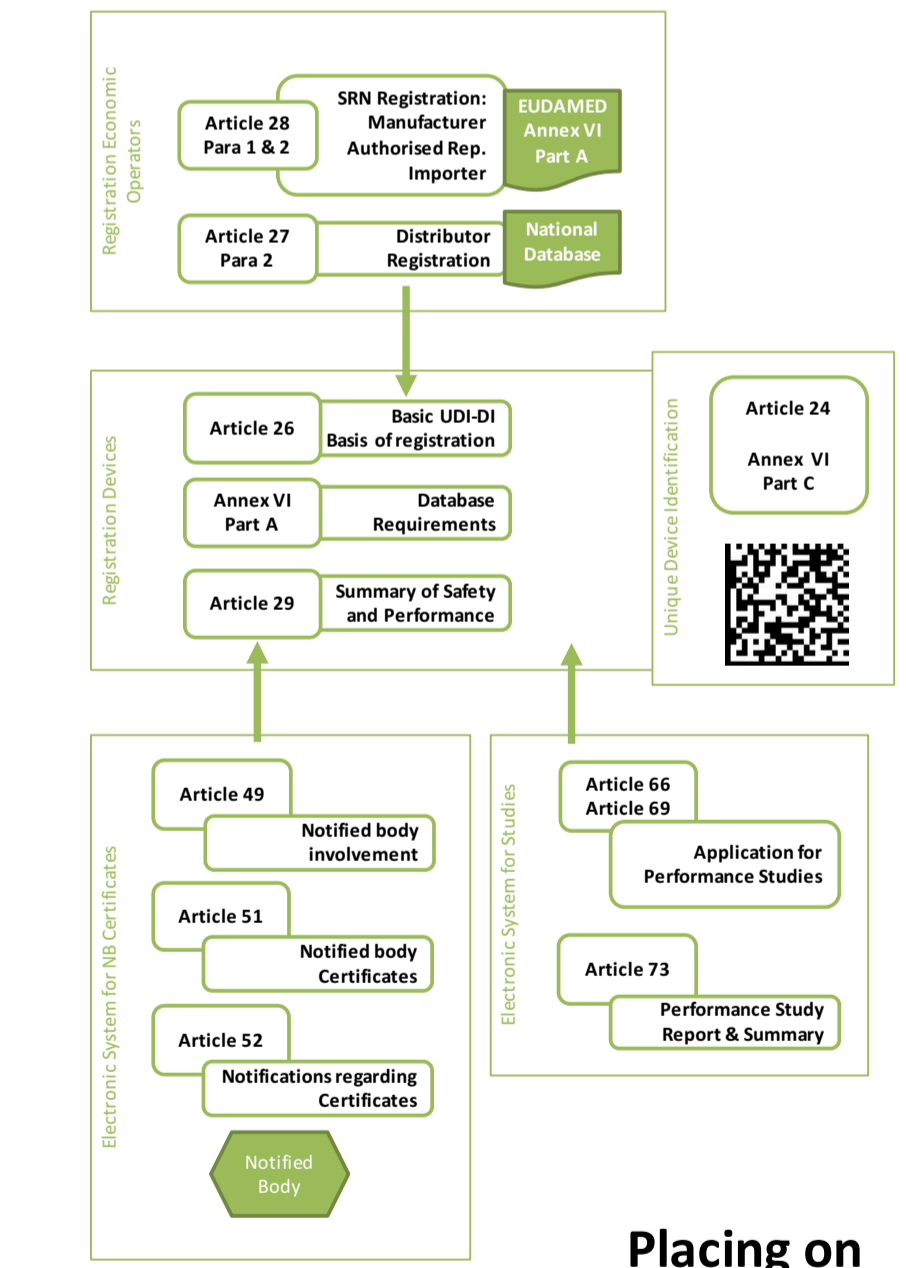 Registration Economic
Operators
Article 28
Para 1 & 2
SRN Registration:
Manufacturer
Authorised Rep.
Importer
EUDAMED
Annex VI
Part A
Article 27
Para 2
Distributor
Registration
National
Database
Registration Devices
Article 26
Basic UDI-DI
Basis of registration
Annex VI
Part A
Database
Requirements
Article 29
Summary of Safety
and Performance
Unique Device Identification
Article 24
Annex VI
Part C
Electronic System for NB Certificates
Article 49
Notified body
involvement
Article 51
Notified body
Certificates
Article 52
Notifications regarding
Certificates
Notified
Body
Electronic System for Studies
Article 66
Article 69
Application for
Performance Studies
Article 73
Performance Study
Report & Summary
Placing on